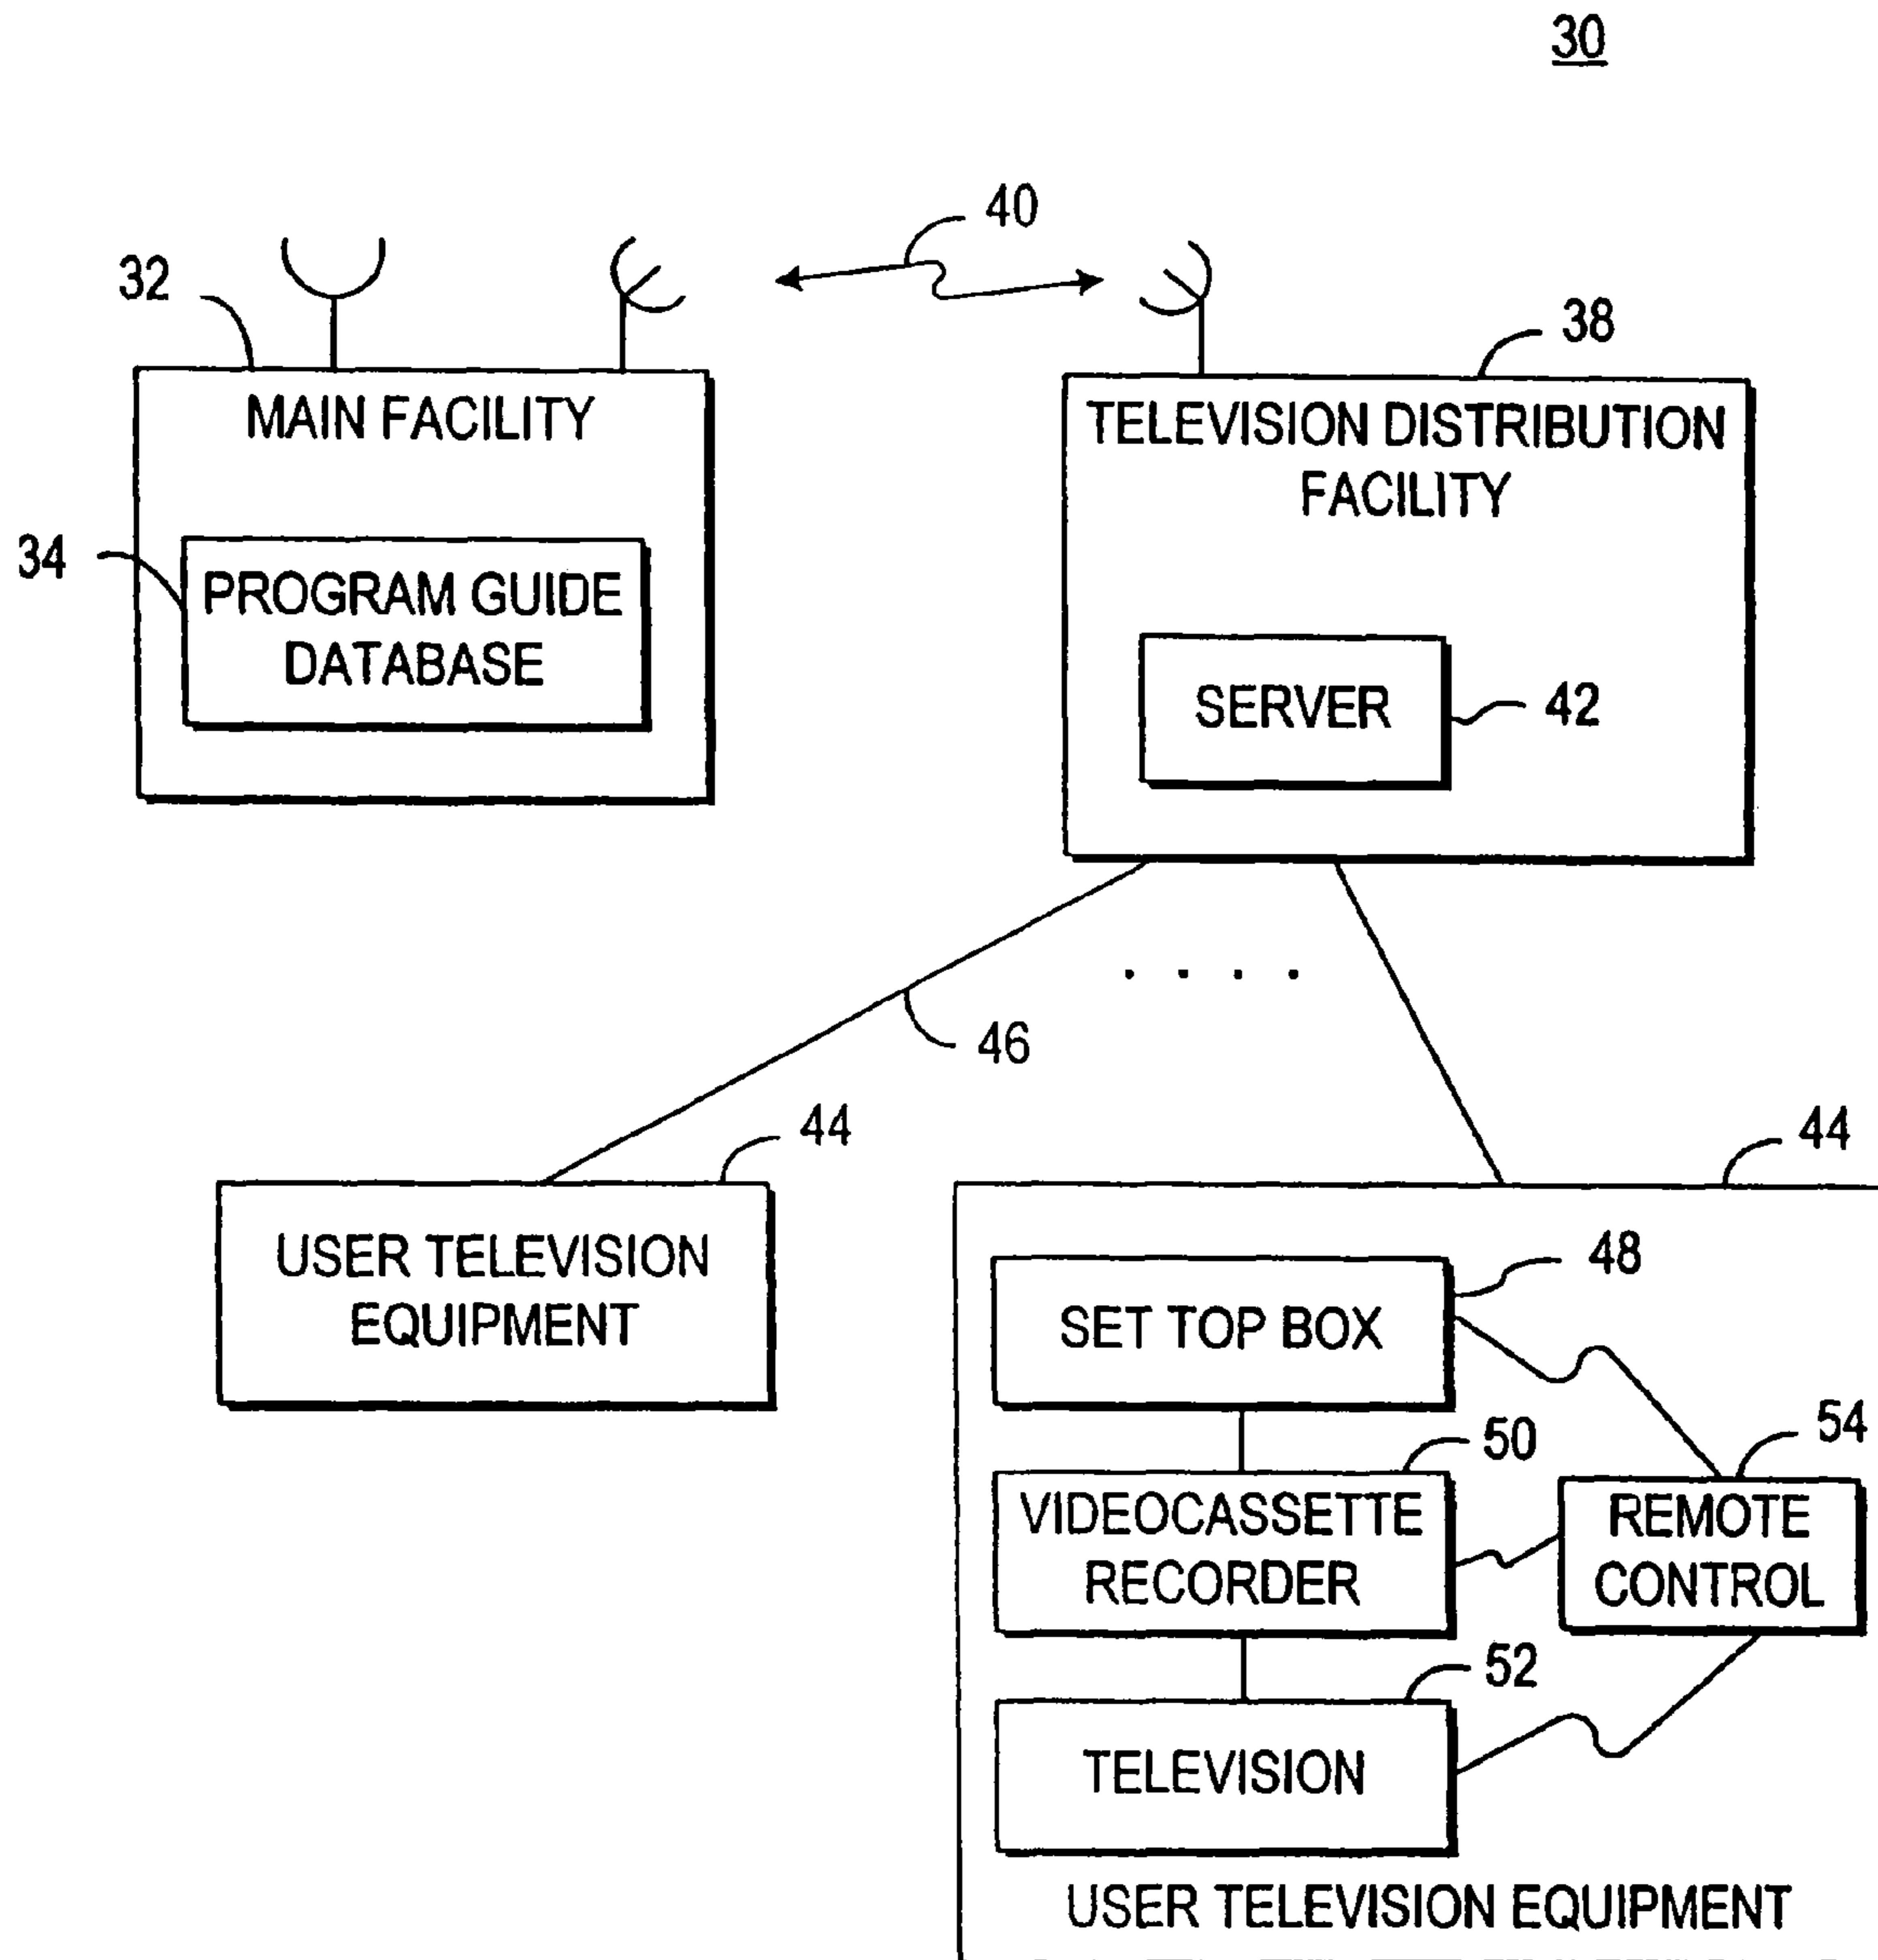 30
40
32
38
MAIN FACILITY
TELEVISION DISTRIBUTION
FACILITY
34
PROGRAM GUIDE
DATABASE
SERVER
42
46
44
44
USER TELEVISION
EQUIPMENT
48
SET TOP BOX
50
54
VIDEOCASSETTE
RECORDER
REMOTE
CONTROL
52
TELEVISION
USER TELEVISION EQUIPMENT